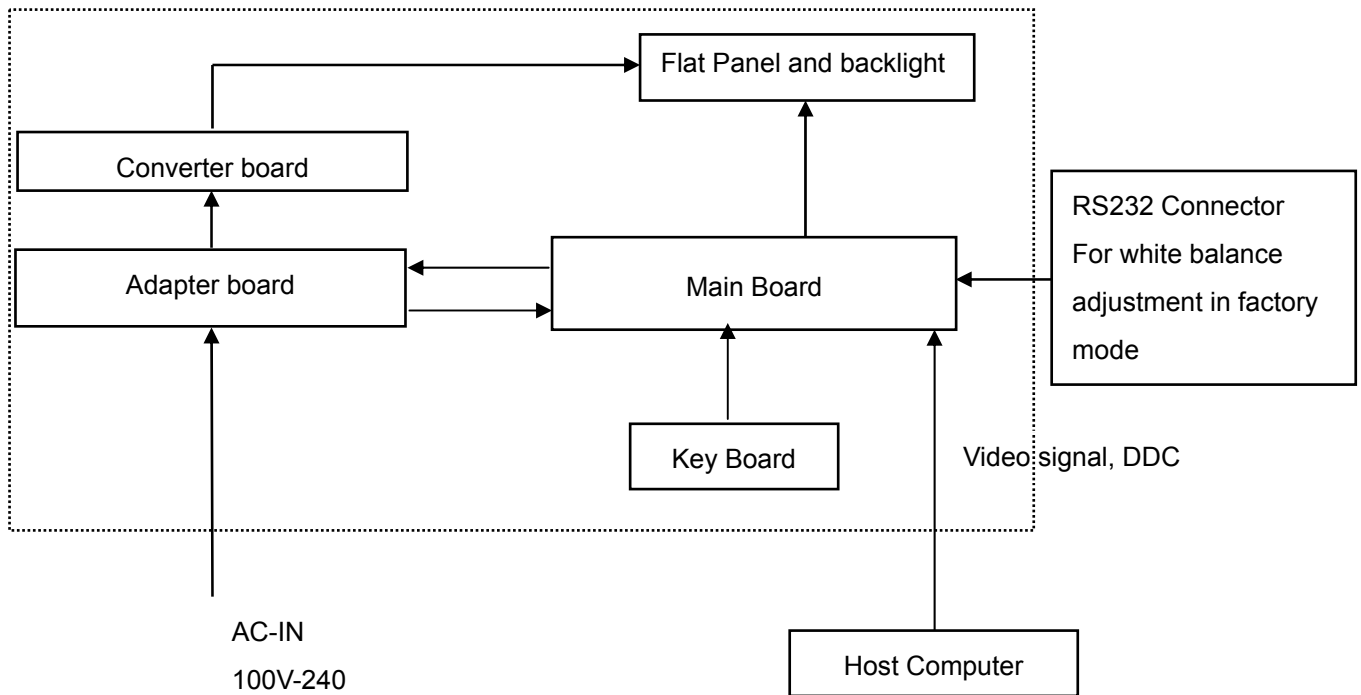 Flat Panel and backlight
Converter board
RS232 Connector
For white balance
adjustment in factory
mode
Adapter board
Main Board
Key Board
Video signal, DDC
AC-IN
100V-240
Host Computer